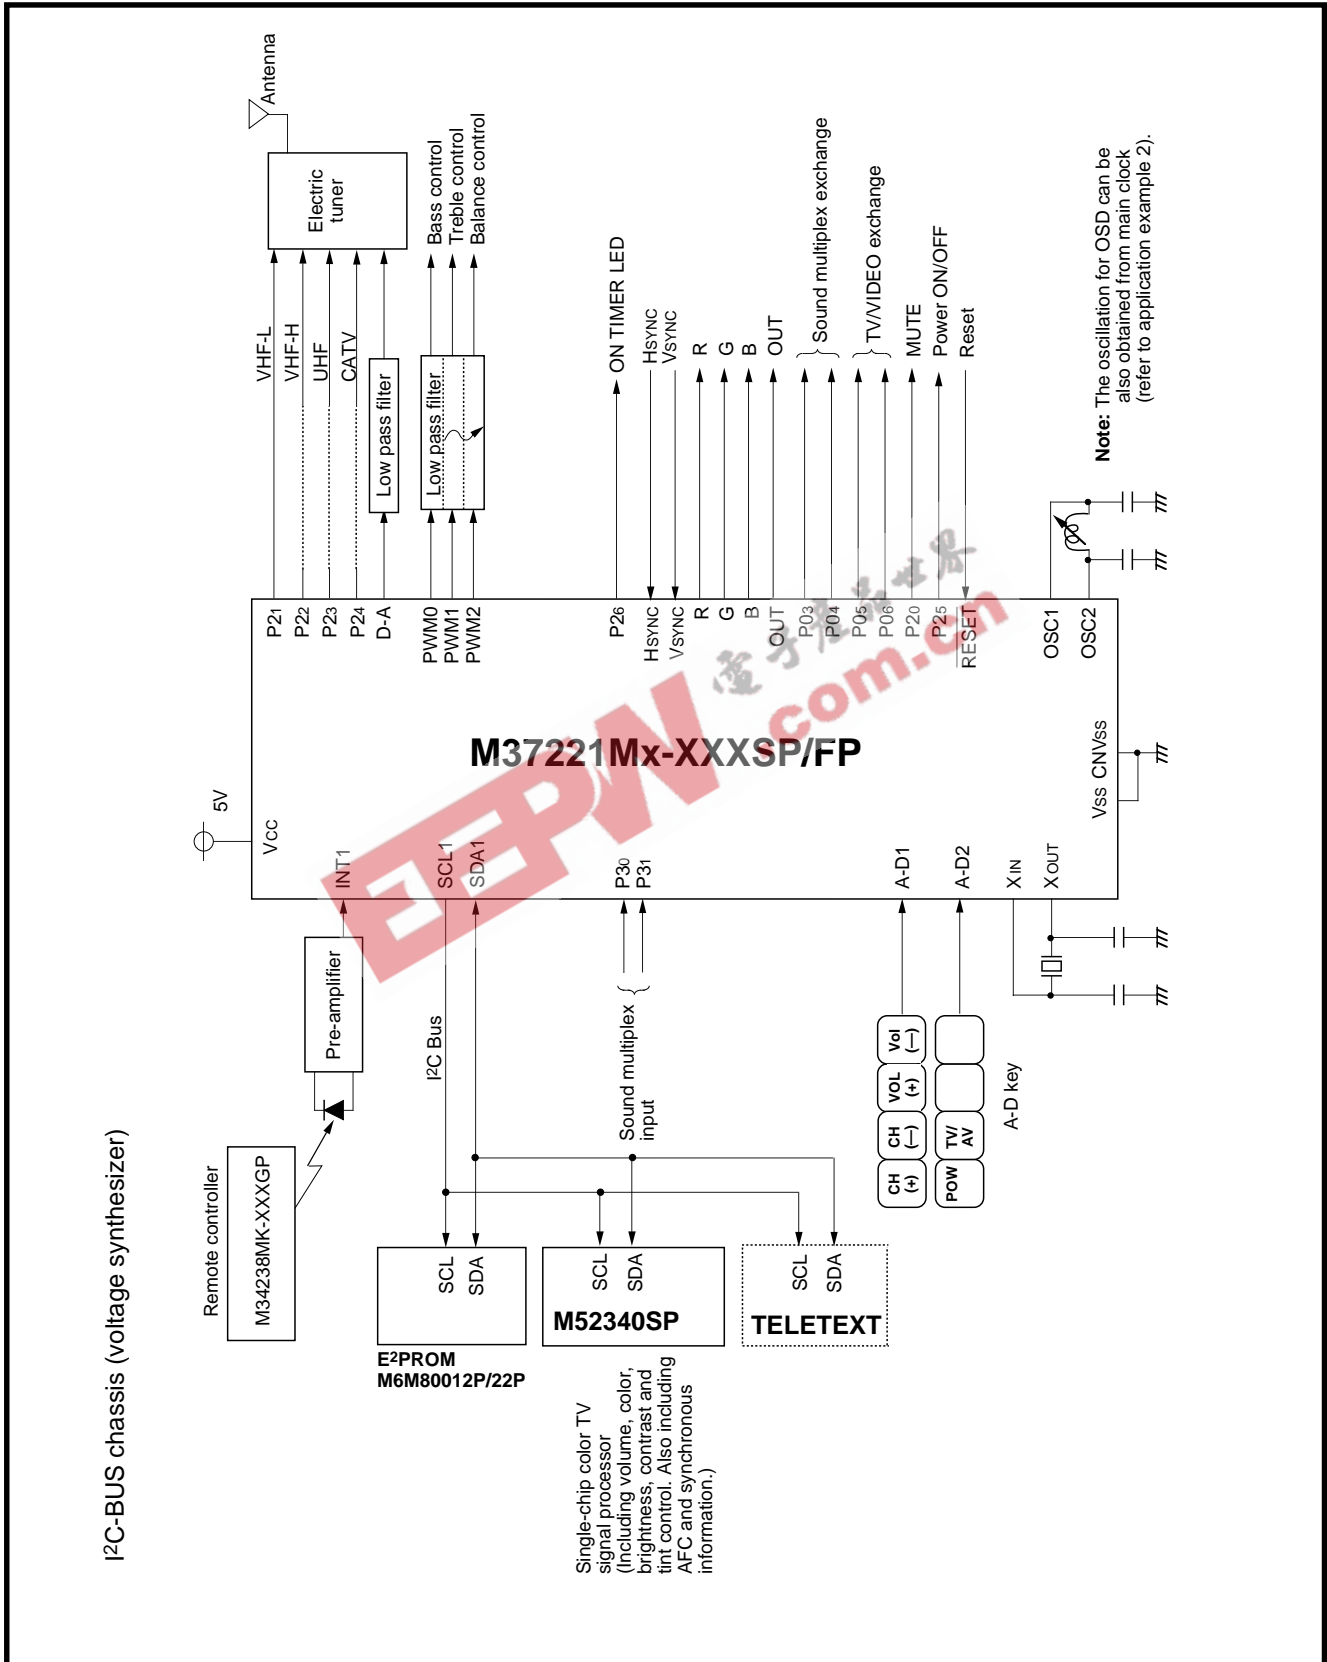 I²C-BUS chassis (voltage synthesizer)
Remote controller
M34238MK-XXXGP
Pre-amplifier
I²C Bus
SCL
SDA
E²PROM
M6M80012P/22P
SCL
SDA
M52340SP
Single-chip color TV
signal processor
(Including volume, color,
brightness, contrast and
tint control. Also including
AFC and synchronous
information.)
SCL
SDA
TELETEXT
Sound multiplex
input
CH
(+)
CH
(—)
VOL
(+)
Vol
(—)
POW
TV/
AV
A-D key
5V
VCC
INT1
SCL1
SDA1
P30
P31
A-D1
A-D2
XIN
XOUT
VSS CNVSS
M37221Mx-XXXSP/FP
P21
P22
P23
P24
D-A
PWM0
PWM1
PWM2
P26
HSYNC
VSYNC
R
G
B
OUT
P03
P04
P05
P06
P20
P25
RESET
OSC1
OSC2
VHF-L
VHF-H
UHF
CATV
Low pass filter
Low pass filter
Electric
tuner
Antenna
Bass control
Treble control
Balance control
ON TIMER LED
HSYNC
VSYNC
R
G
B
OUT
Sound multiplex exchange
TV/VIDEO exchange
MUTE
Power ON/OFF
Reset
Note: The oscillation for OSD can be
also obtained from main clock
(refer to application example 2).
EEPW
電子產品世界
.com.cn